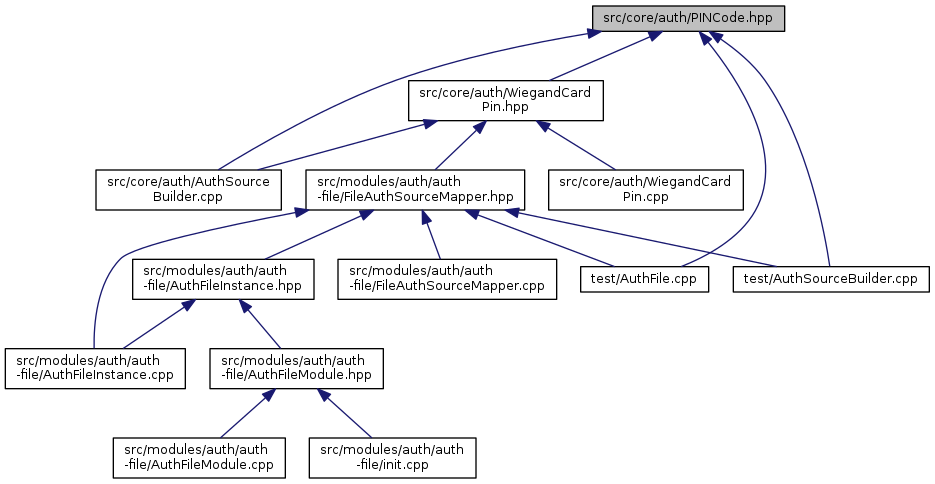 src/core/auth/PINCode.hpp
src/core/auth/WiegandCard
Pin.hpp
src/core/auth/AuthSource
Builder.cpp
src/modules/auth/auth
-file/FileAuthSourceMapper.hpp
src/core/auth/WiegandCard
Pin.cpp
src/modules/auth/auth
-file/AuthFileInstance.hpp
src/modules/auth/auth
-file/FileAuthSourceMapper.cpp
test/AuthFile.cpp
test/AuthSourceBuilder.cpp
src/modules/auth/auth
-file/AuthFileInstance.cpp
src/modules/auth/auth
-file/AuthFileModule.hpp
src/modules/auth/auth
-file/AuthFileModule.cpp
src/modules/auth/auth
-file/init.cpp